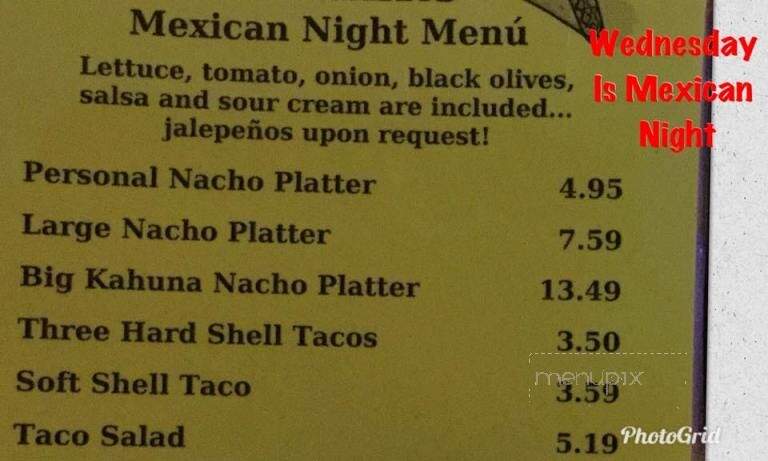 Mexican Night Menú
Lettuce, tomato, onion, black olives,
salsa and sour cream are included...
jalepeños upon request!
Personal Nacho Platter 4.95
Large Nacho Platter 7.59
Big Kahuna Nacho Platter 13.49
Three Hard Shell Tacos 3.50
Soft Shell Taco 3.59
Taco Salad 5.19
Wednesday
Is Mexican
Night
menupix
PhotoGrid